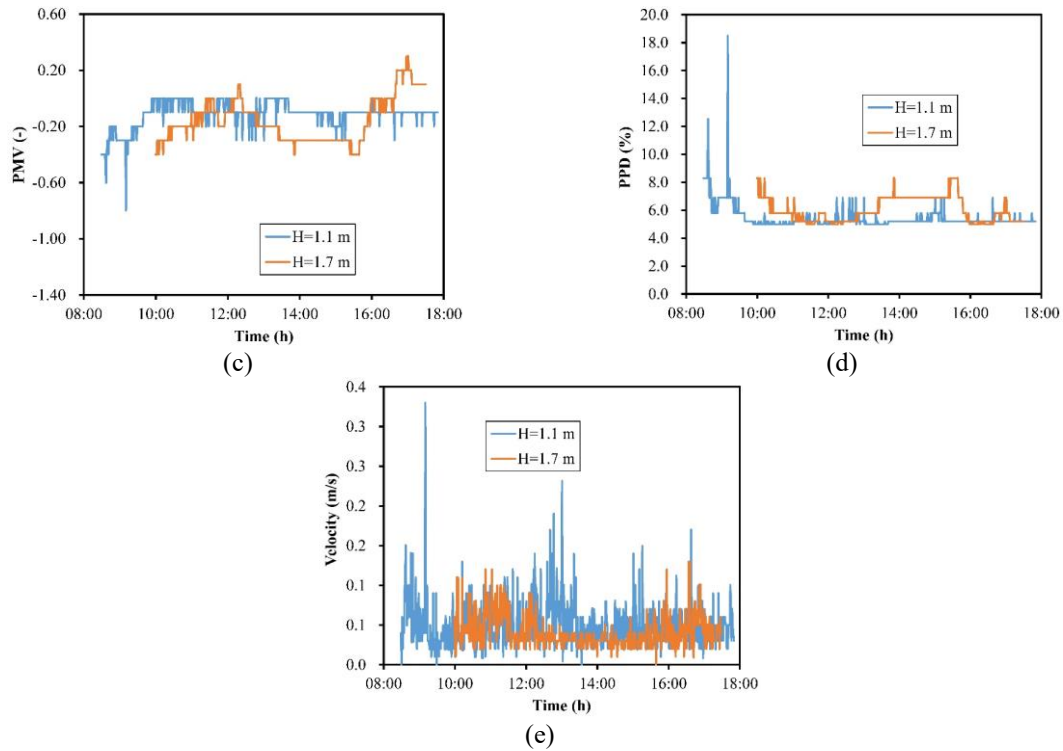 0.60
0.20
-0.20
-0.60
-1.00
-1.40
PMV (-)
H=1.1 m
H=1.7 m
08:00 10:00 12:00 14:00 16:00 18:00
Time (h)
(c)
20.0
18.0
16.0
14.0
12.0
10.0
8.0
6.0
4.0
2.0
0.0
PPD (%)
H=1.1 m
H=1.7 m
08:00 10:00 12:00 14:00 16:00 18:00
Time (h)
(d)
0.4
0.3
0.3
0.2
0.2
0.1
0.1
0.0
Velocity (m/s)
H=1.1 m
H=1.7 m
08:00 10:00 12:00 14:00 16:00 18:00
Time (h)
(e)